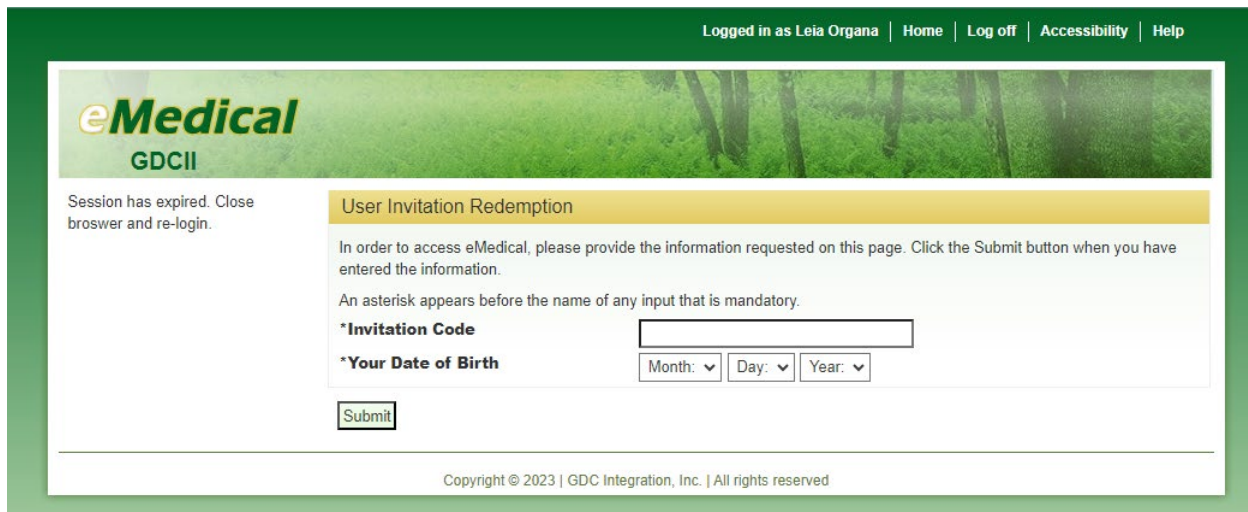 Logged in as Leia Organa | Home | Log off | Accessibility | Help
eMedical
GDCII
Session has expired. Close
broswer and re-login.
User Invitation Redemption
In order to access eMedical, please provide the information requested on this page. Click the Submit button when you have
entered the information.
An asterisk appears before the name of any input that is mandatory.
*Invitation Code
*Your Date of Birth Month: Day: Year:
Submit
Copyright © 2023 | GDC Integration, Inc. | All rights reserved